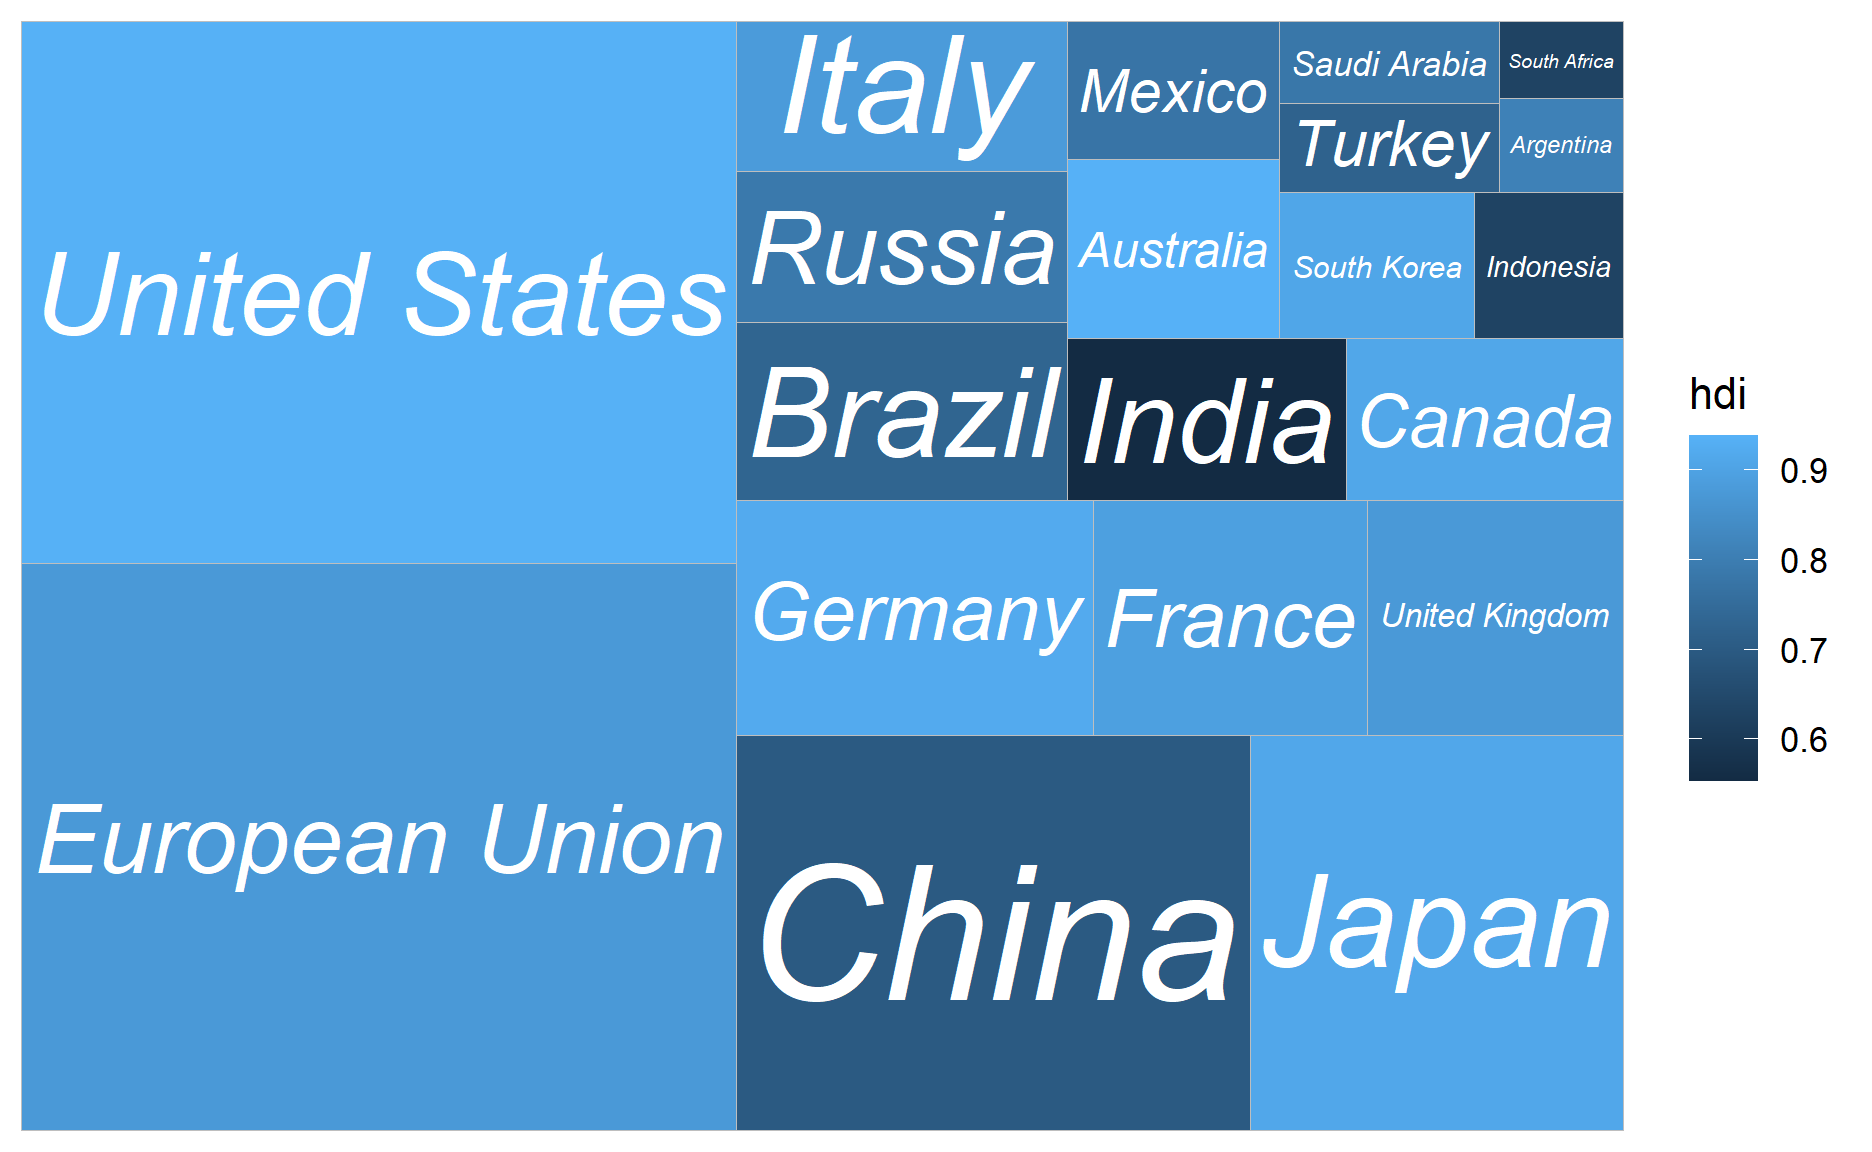 Italy
Mexico
Saudi Arabia
South Africa
Turkey
Argentina
Russia
Australia
South Korea
Indonesia
United States
Brazil
India
Canada
Germany
France
United Kingdom
European Union
China
Japan
hdi
0.9
0.8
0.7
0.6